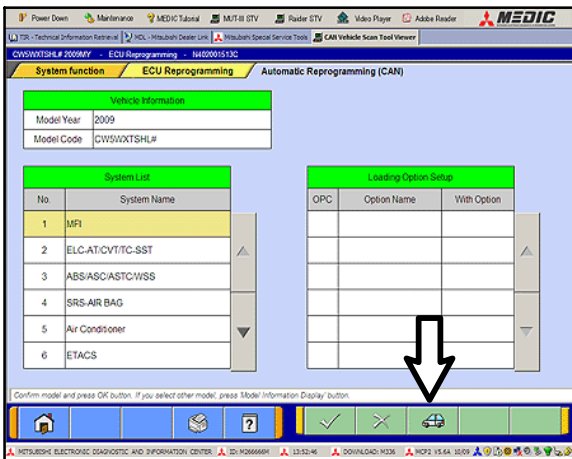 Power Down Maintenance MEDIC Tutorial MUT-III STV Raider STV Video Player Adobe Reader MEDIC
TIR - Technical Information Retrieval MDL - Mitsubishi Dealer Link Mitsubishi Special Service Tools CAN Vehicle Scan Tool Viewer
CW5WXTSHL# 2009MY - ECU Reprogramming - N402001513C
System function ECU Reprogramming Automatic Reprogramming (CAN)
Vehicle Information
Model Year 2009
Model Code CW5WXTSHL#
System List
No. System Name
1 MFI
2 ELC-AT/CVT/TC-SST
3 ABS/ASC/ASTC/WSS
4 SRS-AIR BAG
5 Air Conditioner
6 ETACS
Loading Option Setup
OPC Option Name With Option
Confirm model and press OK button. If you select other model, press 'Model Information Display' button.
?
MITSUBISHI ELECTRONIC DIAGNOSTIC AND INFORMATION CENTER ID: M266666M 13:52:46 DOWNLOAD: M336 MCP2 V5.6A 10/09